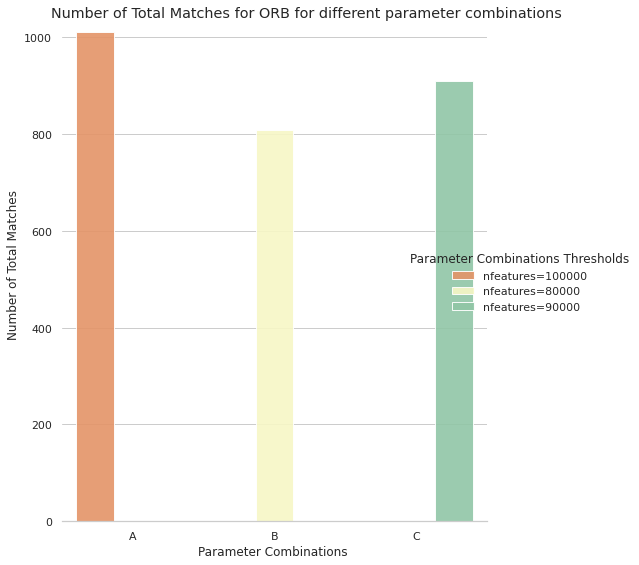 Number of Total Matches for ORB for different parameter combinations
1000
800
600
400
200
0
Number of Total Matches
A
B
C
Parameter Combinations
Parameter Combinations Thresholds
nfeatures=100000
nfeatures=80000
nfeatures=90000